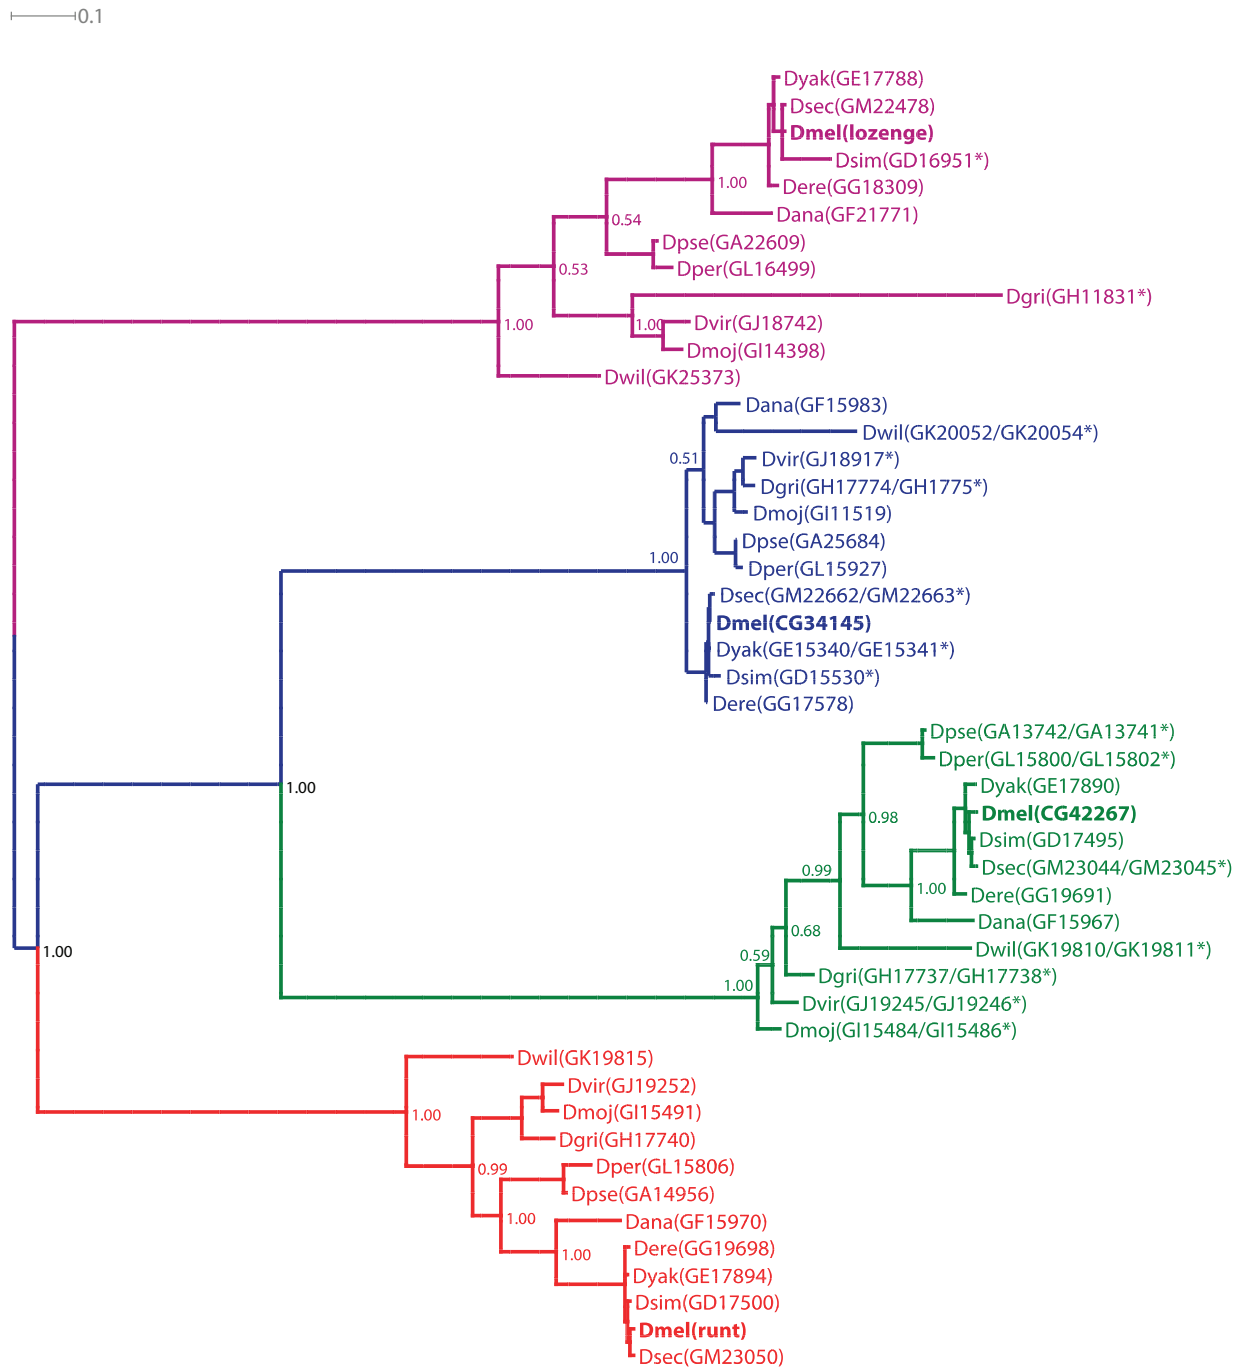 0.1
Dyak(GE17788)
Dsec(GM22478)
Dmel(lozenge)
Dsim(GD16951*)
1.00
Dere(GG18309)
Dana(GF21771)
0.54
Dpse(GA22609)
0.53
Dper(GL16499)
Dgri(GH11831*)
1.00
1.00
Dvir(GJ18742)
Dmoj(GI14398)
Dwil(GK25373)
Dana(GF15983)
Dwil(GK20052/GK20054*)
0.51
Dvir(GJ18917*)
Dgri(GH17774/GH1775*)
Dmoj(GI11519)
Dpse(GA25684)
1.00
Dper(GL15927)
Dsec(GM22662/GM22663*)
Dmel(CG34145)
Dyak(GE15340/GE15341*)
Dsim(GD15530*)
Dere(GG17578)
Dpse(GA13742/GA13741*)
Dper(GL15800/GL15802*)
1.00
Dyak(GE17890)
0.98
Dmel(CG42267)
Dsim(GD17495)
0.99
Dsec(GM23044/GM23045*)
1.00
Dere(GG19691)
Dana(GF15967)
0.68
1.00
Dwil(GK19810/GK19811*)
0.59
Dgri(GH17737/GH17738*)
1.00
Dvir(GJ19245/GJ19246*)
Dmoj(GI15484/GI15486*)
Dwil(GK19815)
Dvir(GJ19252)
1.00
Dmoj(GI15491)
Dgri(GH17740)
0.99
Dper(GL15806)
Dpse(GA14956)
1.00
Dana(GF15970)
1.00
Dere(GG19698)
Dyak(GE17894)
Dsim(GD17500)
Dmel(runt)
Dsec(GM23050)